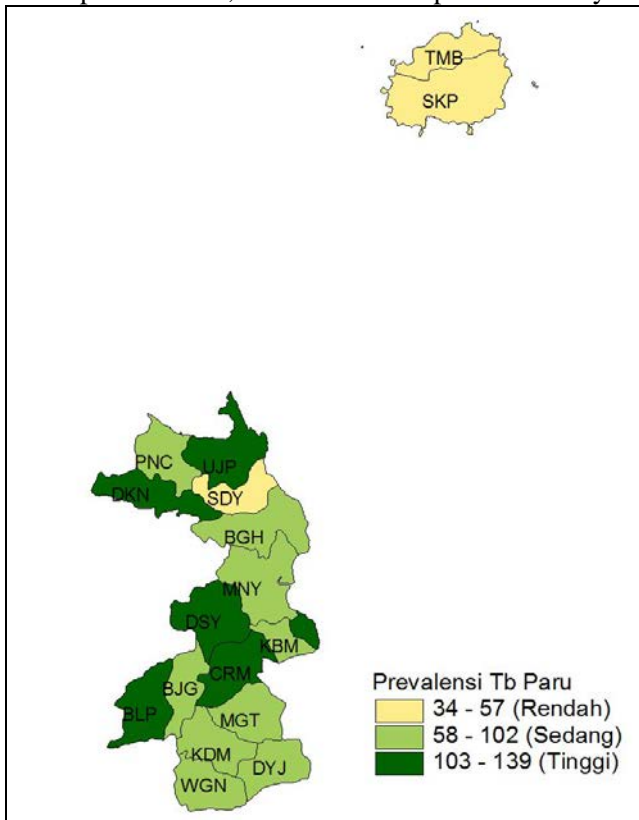 TMB
SKP
PNC
UJP
DKN
SDY
BGH
MNY
DSY
KBM
CRM
BJG
BLP
MGT
KDM
DYJ
WGN
Prevalensi Tb Paru
34 - 57 (Rendah)
58 - 102 (Sedang)
103 - 139 (Tinggi)